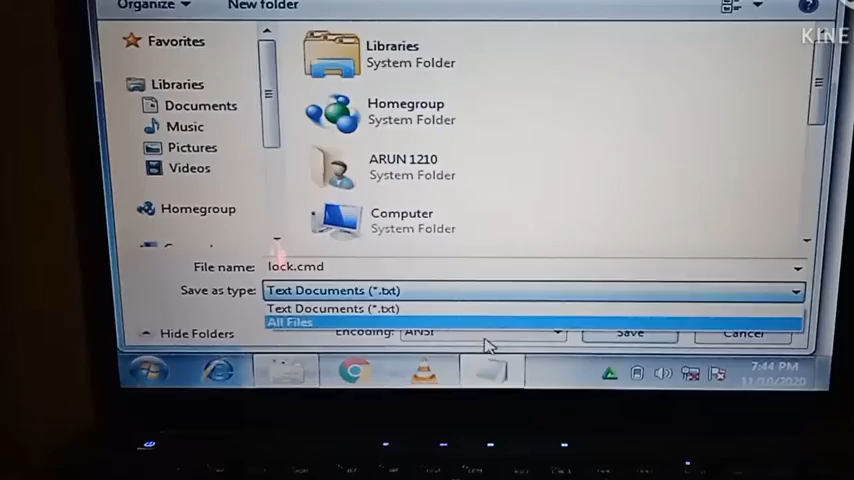 Organize
New folder
KINE
Favorites
Libraries
System Folder
Libraries
Documents
Homegroup
System Folder
Music
Pictures
ARUN 1210
System Folder
Videos
Homegroup
Computer
System Folder
File name: lock.cmd
Save as type: Text Documents (*.txt)
Text Documents (*.txt)
All Files
Hide Folders
Encoding: ANSI
Save
Cancel
7:44 PM
11/10/2020